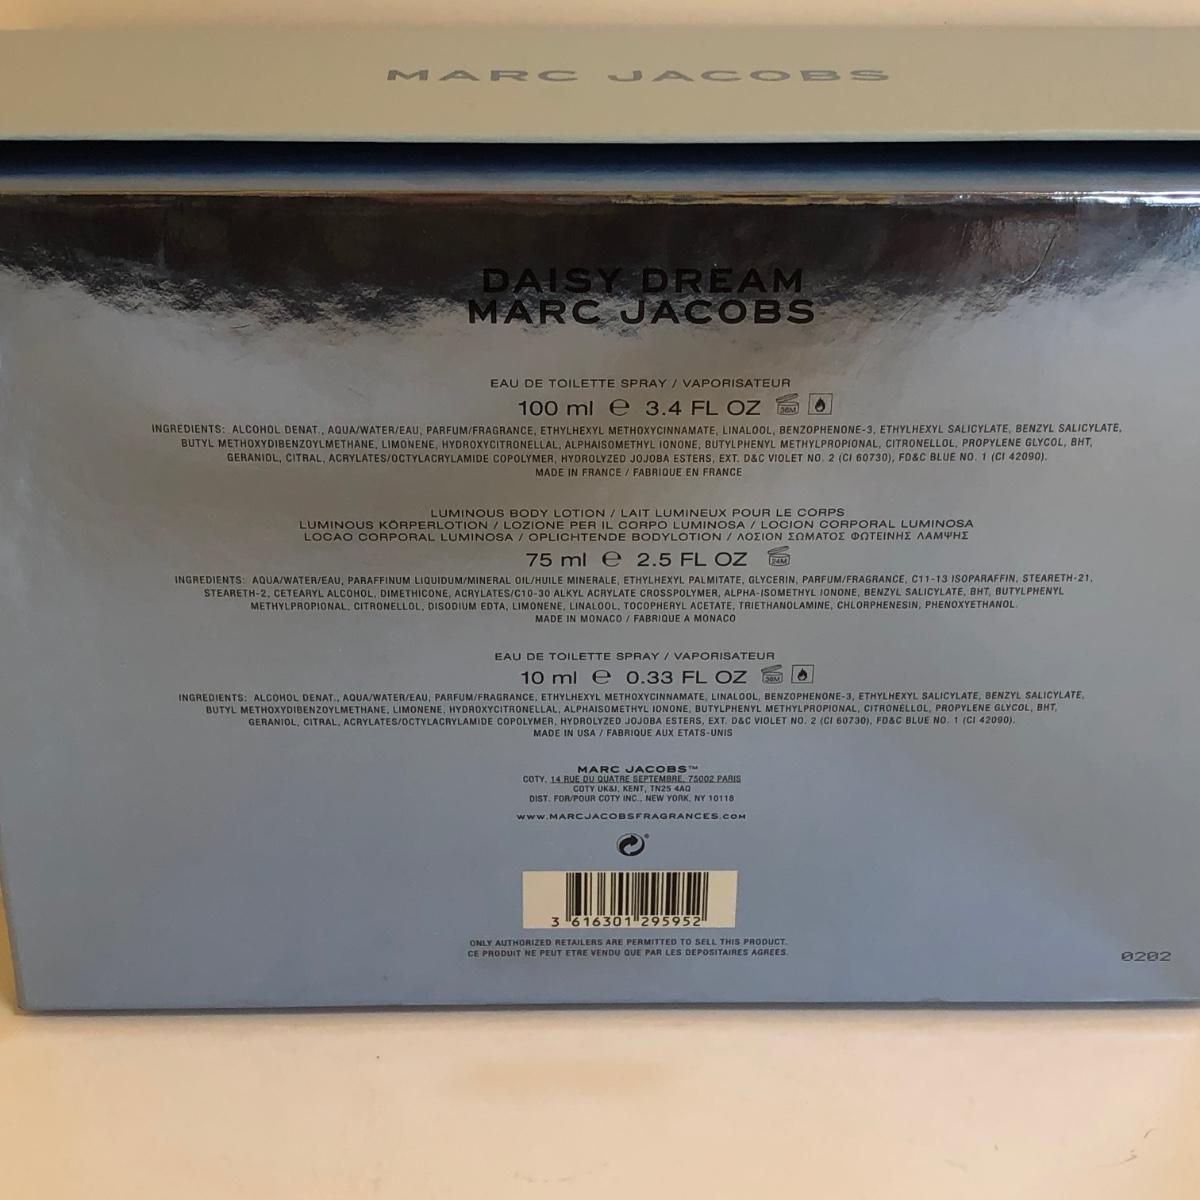 MARC JACOBS
DAISY DREAM
MARC JACOBS
EAU DE TOILETTE SPRAY / VAPORISATEUR
100 ml ℮ 3.4 FL OZ 36M
INGREDIENTS: ALCOHOL DENAT., AQUA/WATER/EAU, PARFUM/FRAGRANCE, ETHYLHEXYL METHOXYCINNAMATE, LINALOOL, BENZOPHENONE-3, ETHYLHEXYL SALICYLATE, BENZYL SALICYLATE,
BUTYL METHOXYDIBENZOYLMETHANE, LIMONENE, HYDROXYCITRONELLAL, ALPHAISOMETHYL IONONE, BUTYLPHENYL METHYLPROPIONAL, CITRONELLOL, PROPYLENE GLYCOL, BHT,
GERANIOL, CITRAL, ACRYLATES/OCTYLACRYLAMIDE COPOLYMER, HYDROLYZED JOJOBA ESTERS, EXT. D&C VIOLET NO. 2 (CI 60730), FD&C BLUE NO. 1 (CI 42090).
MADE IN FRANCE / FABRIQUE EN FRANCE
LUMINOUS BODY LOTION / LAIT LUMINEUX POUR LE CORPS
LUMINOUS KÖRPERLOTION / LOZIONE PER IL CORPO LUMINOSA / LOCION CORPORAL LUMINOSA
LOCAO CORPORAL LUMINOSA / OPLICHTENDE BODYLOTION / ΛΟΣΙΟΝ ΣΩΜΑΤΟΣ ΦΩΤΕΙΝΗΣ ΛΑΜΨΗΣ
75 ml ℮ 2.5 FL OZ 24M
INGREDIENTS: AQUA/WATER/EAU, PARAFFINUM LIQUIDUM/MINERAL OIL/HUILE MINERALE, ETHYLHEXYL PALMITATE, GLYCERIN, PARFUM/FRAGRANCE, C11-13 ISOPARAFFIN, STEARETH-21,
STEARETH-2, CETEARYL ALCOHOL, DIMETHICONE, ACRYLATES/C10-30 ALKYL ACRYLATE CROSSPOLYMER, ALPHA-ISOMETHYL IONONE, BENZYL SALICYLATE, BHT, BUTYLPHENYL
METHYLPROPIONAL, CITRONELLOL, DISODIUM EDTA, LIMONENE, LINALOOL, TOCOPHERYL ACETATE, TRIETHANOLAMINE, CHLORPHENESIN, PHENOXYETHANOL.
MADE IN MONACO / FABRIQUE A MONACO
EAU DE TOILETTE SPRAY / VAPORISATEUR
10 ml ℮ 0.33 FL OZ 36M
INGREDIENTS: ALCOHOL DENAT., AQUA/WATER/EAU, PARFUM/FRAGRANCE, ETHYLHEXYL METHOXYCINNAMATE, LINALOOL, BENZOPHENONE-3, ETHYLHEXYL SALICYLATE, BENZYL SALICYLATE,
BUTYL METHOXYDIBENZOYLMETHANE, LIMONENE, HYDROXYCITRONELLAL, ALPHAISOMETHYL IONONE, BUTYLPHENYL METHYLPROPIONAL, CITRONELLOL, PROPYLENE GLYCOL, BHT,
GERANIOL, CITRAL, ACRYLATES/OCTYLACRYLAMIDE COPOLYMER, HYDROLYZED JOJOBA ESTERS, EXT. D&C VIOLET NO. 2 (CI 60730), FD&C BLUE NO. 1 (CI 42090).
MADE IN USA / FABRIQUE AUX ETATS-UNIS
MARC JACOBS™
COTY, 14 RUE DU QUATRE SEPTEMBRE, 75002 PARIS
COTY UK&I, KENT, TN25 4AQ
DIST. FOR/POUR COTY INC., NEW YORK, NY 10118
WWW.MARCJACOBSFRAGRANCES.COM
3 616301 295952
ONLY AUTHORIZED RETAILERS ARE PERMITTED TO SELL THIS PRODUCT.
CE PRODUIT NE PEUT ETRE VENDU QUE PAR LES DEPOSITAIRES AGREES.
0202